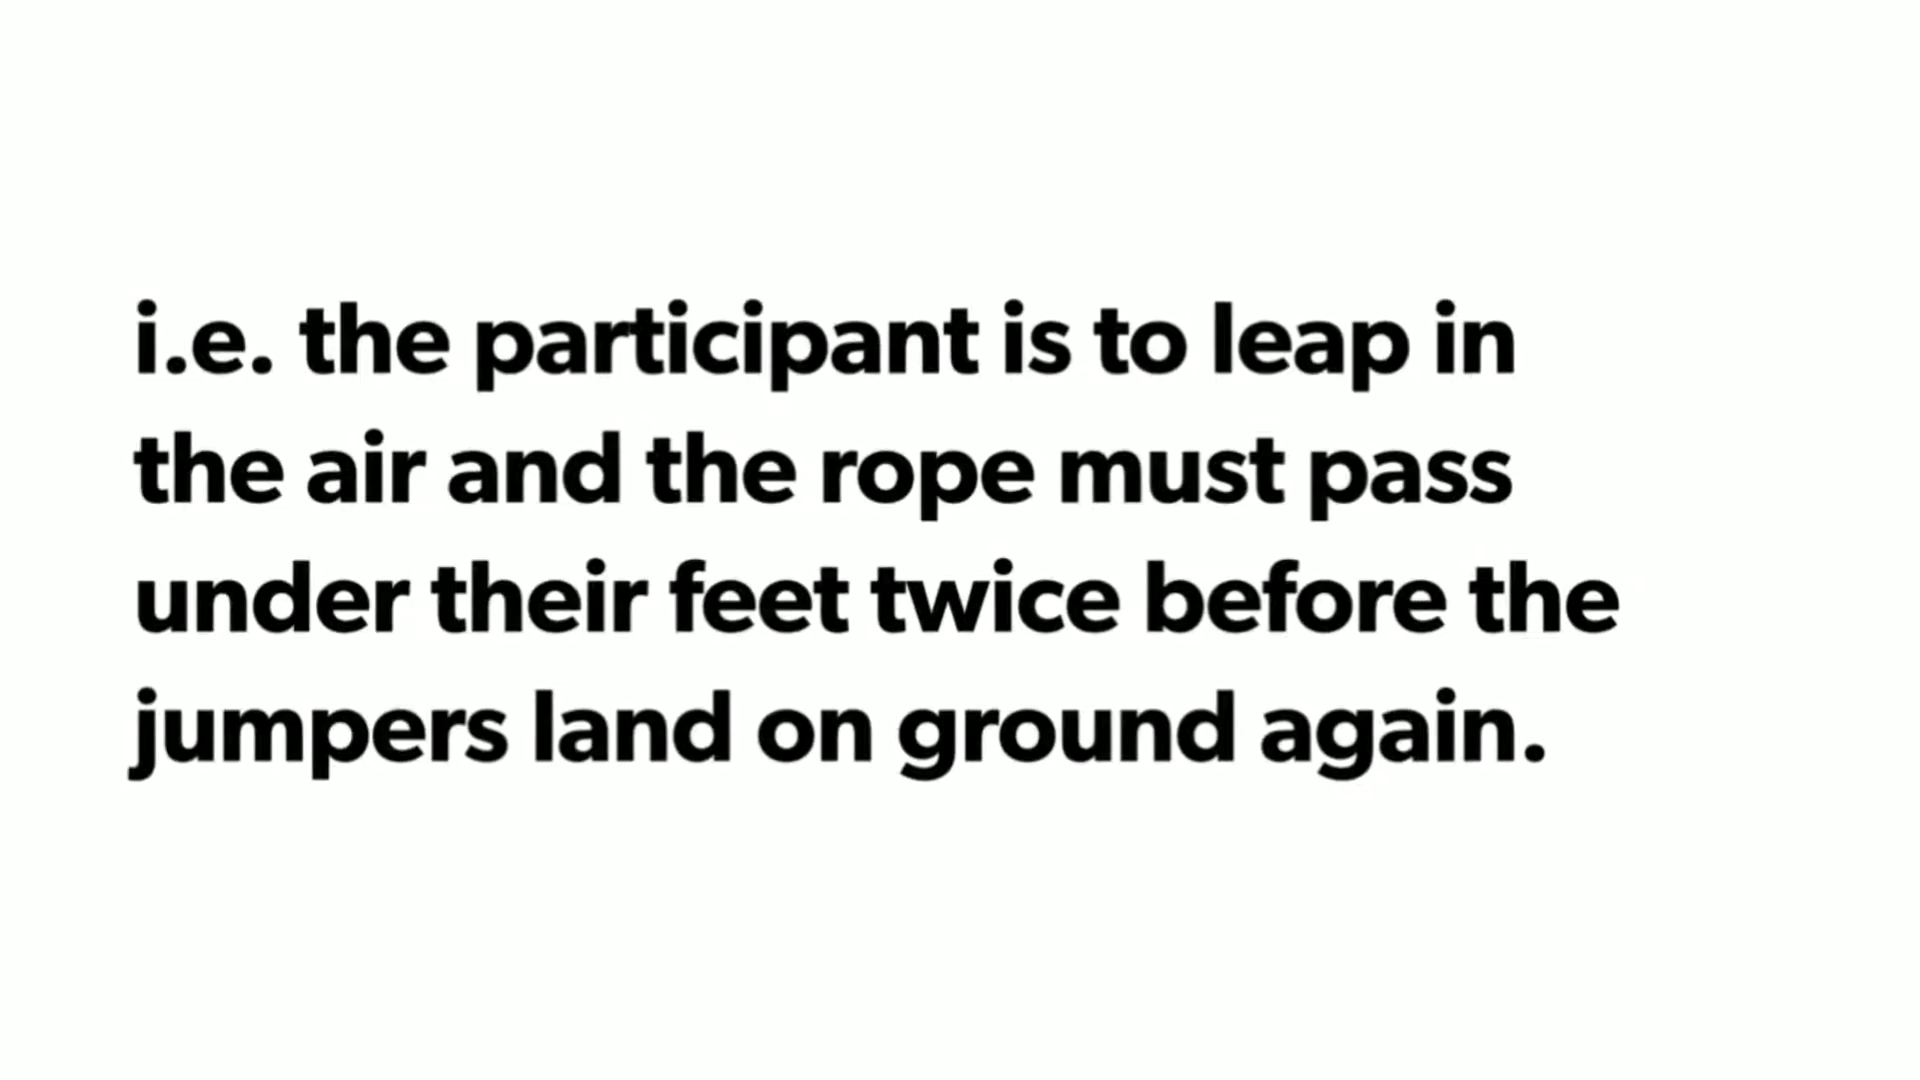 i.e. the participant is to leap in
the air and the rope must pass
under their feet twice before the
jumpers land on ground again.